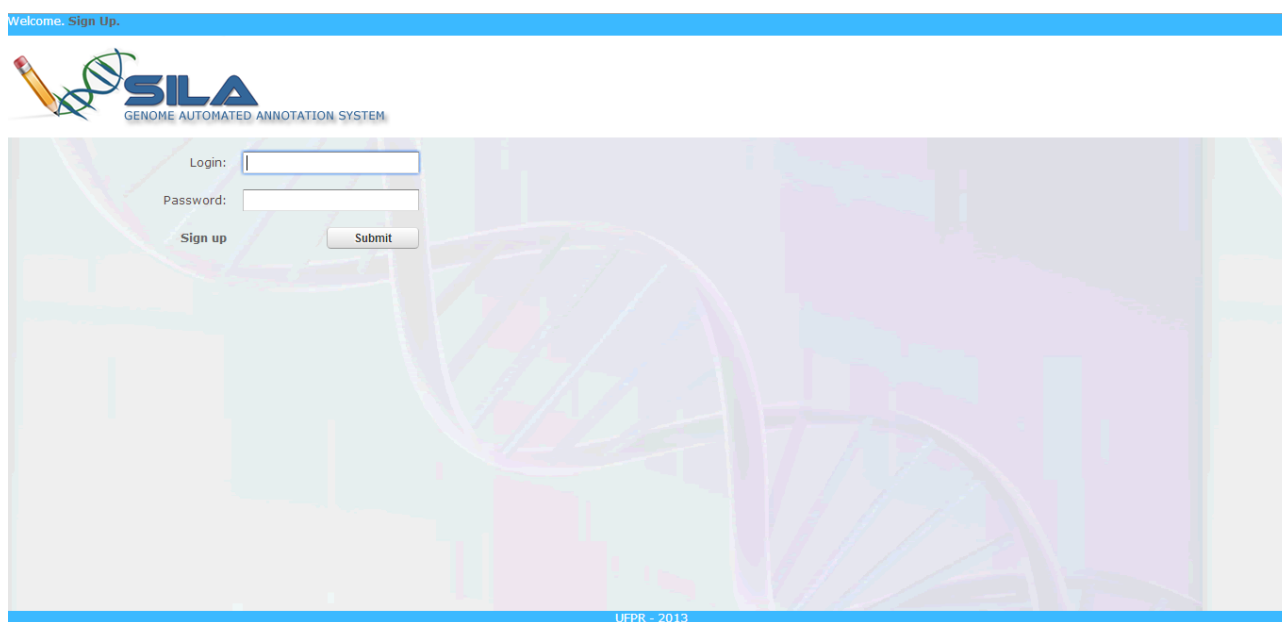 Welcome. Sign Up.
SILA
GENOME AUTOMATED ANNOTATION SYSTEM
Login:
Password:
Sign up Submit
UFPR - 2013